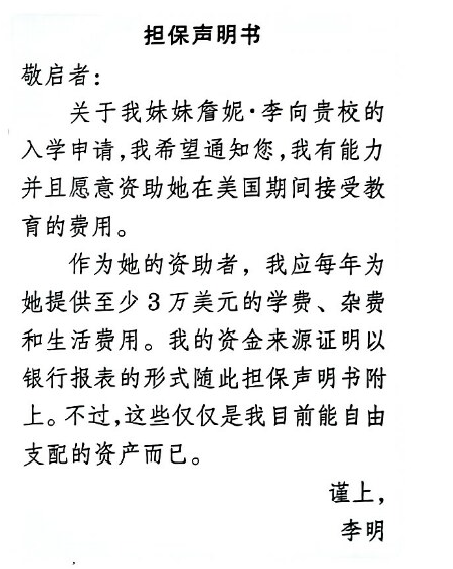 担保声明书
敬启者：
关于我妹妹詹妮·李向贵校的
入学申请，我希望通知您，我有能力
并且愿意资助她在美国期间接受教
育的费用。
作为她的资助者，我应每年为
她提供至少3万美元的学费、杂费
和生活费用。我的资金来源证明以
银行报表的形式随此担保声明书附
上。不过，这些仅仅是我目前能自由
支配的资产而已。
谨上，
李明